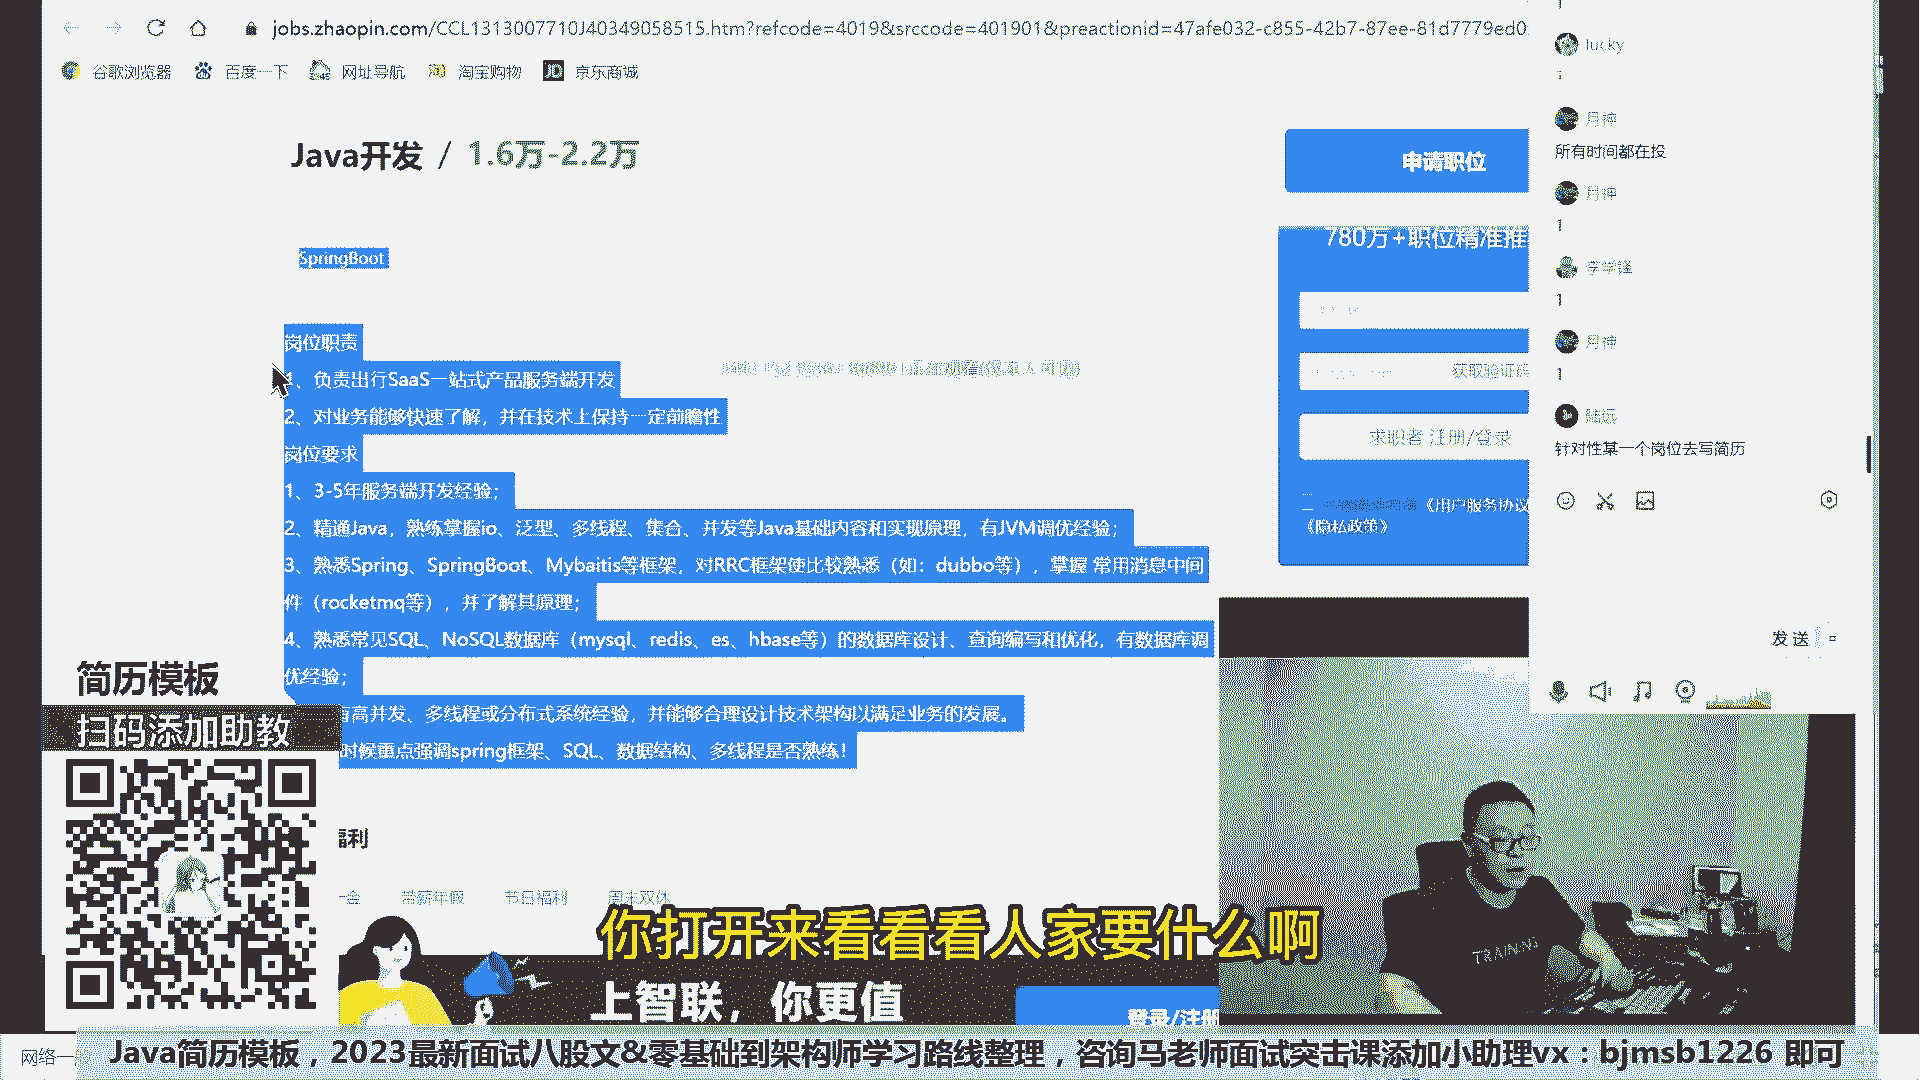 jobs.zhaopin.com/CCL1313007710J40349058515.htm?refcode=4019&srccode=401901&preactionid=47afe032-c855-42b7-87ee-81d7779ed0
谷歌浏览器 百度一下 网址导航 淘宝购物 JD 京东商城
Java开发 / 1.6万-2.2万
申请职位
780万+职位精准推
SpringBoot
岗位职责
1、负责出行SaaS一站式产品服务端开发
2、对业务能够快速了解，并在技术上保持一定前瞻性
岗位要求
1、3-5年服务端开发经验；
2、精通Java，熟练掌握io、泛型、多线程、集合、并发等Java基础内容和实现原理，有JVM调优经验；
3、熟悉Spring、SpringBoot、Mybaitis等框架，对RRC框架使比较熟悉（如：dubbo等），掌握 常用消息中间
件（rocketmq等），并了解其原理；
4、熟悉常见SQL、NoSQL数据库（mysql、redis、es、hbase等）的数据库设计、查询编写和优化，有数据库调
优经验；
有高并发、多线程或分布式系统经验，并能够合理设计技术架构以满足业务的发展。
时候重点强调spring框架、SQL、数据结构、多线程是否熟练！
获取验证码
求职者 注册/登录
《用户服务协议
《隐私政策》
lucky
月神
所有时间都在投
月神
1
李学锋
1
月神
1
陆远
针对性某一个岗位去写简历
发送
简历模板
扫码添加助教
福利
一金 带薪年假 节日福利 周末双休
TRAINING
你打开来看看看人家要什么啊
上智联，你更值
登录/注册
网络一
Java简历模板，2023最新面试八股文&零基础到架构师学习路线整理，咨询马老师面试突击课添加小助理vx：bjmsb1226 即可